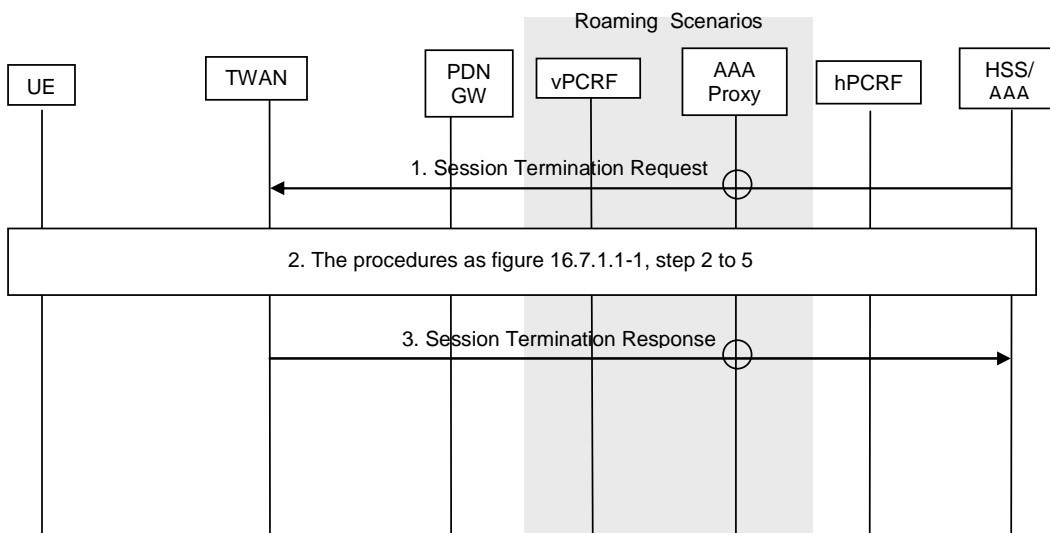 Roaming Scenarios
UE
TWAN
PDN
GW
vPCRF
AAA
Proxy
hPCRF
HSS/
AAA
1. Session Termination Request
2. The procedures as figure 16.7.1.1-1, step 2 to 5
3. Session Termination Response